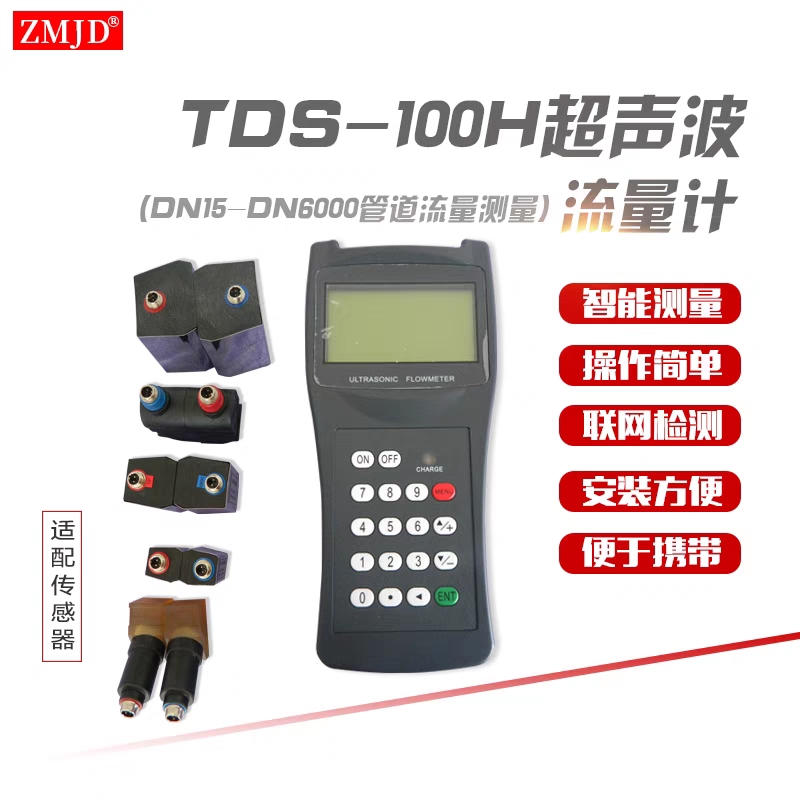 ZMJD®
TDS-100H超声波
(DN15-DN6000管道流量测量)流量计
智能测量
操作简单
联网检测
安装方便
便于携带
适配传感器
ULTRASONIC FLOWMETER
ON OFF
CHARGE
7 8 9 MENU
4 5 6 ▲/+
1 2 3 ▼/-
0 • ◀ ENT